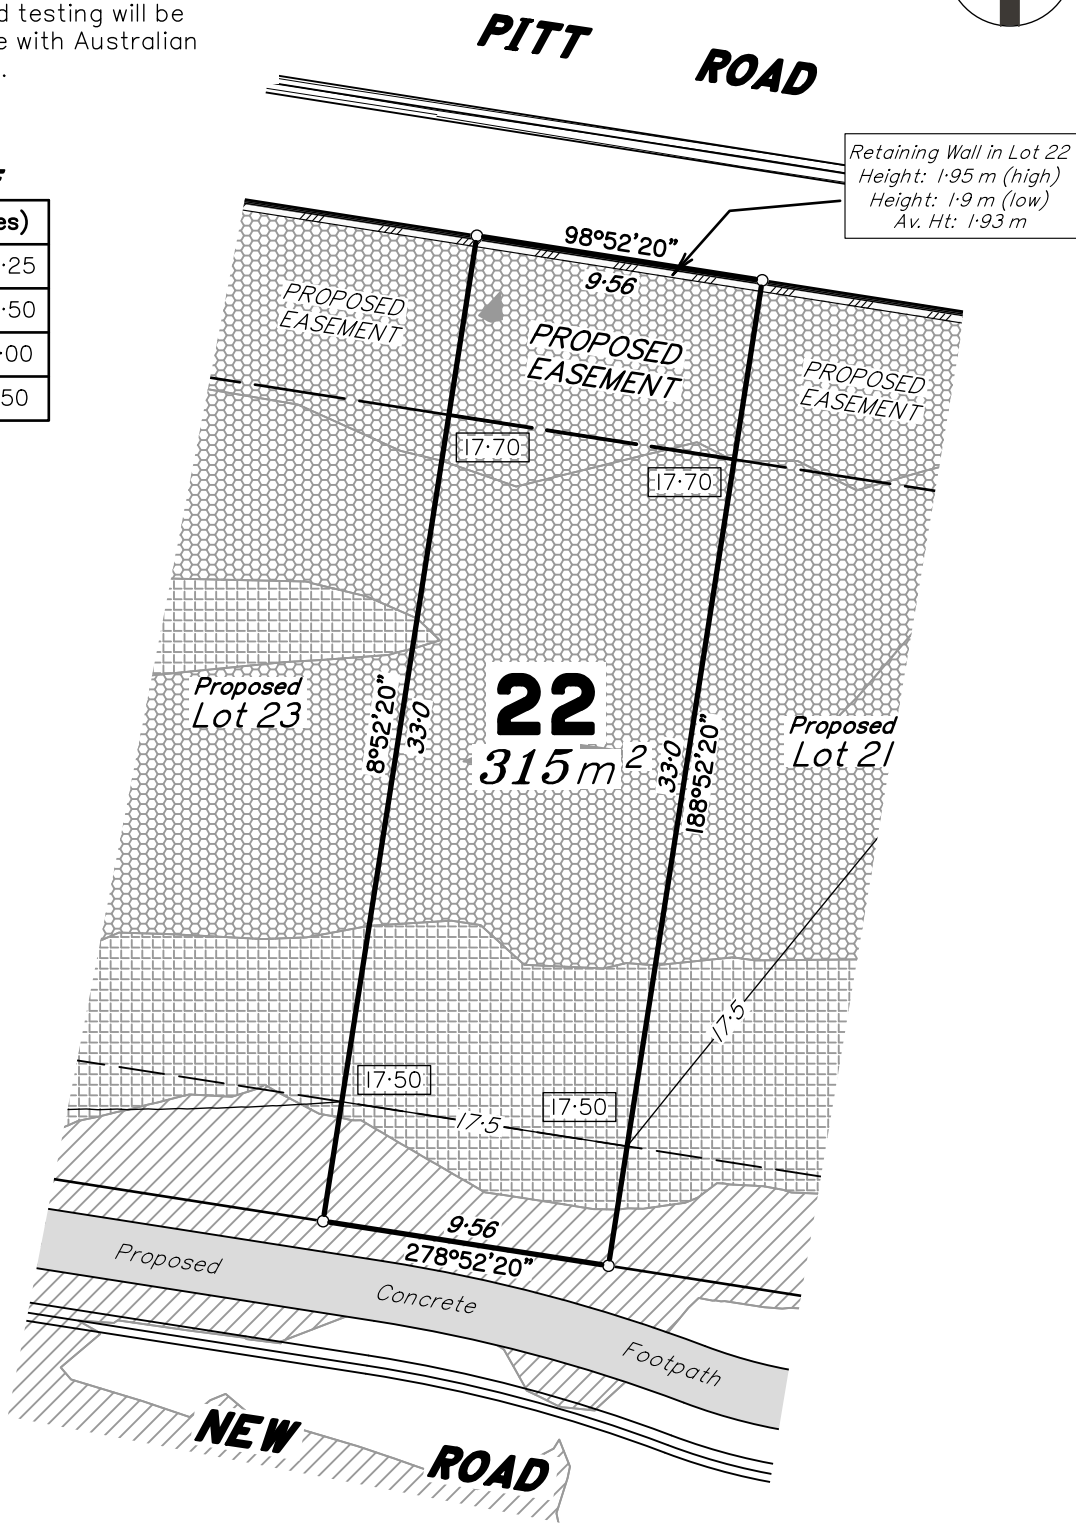 d testing will be
e with Australian
.
PITT ROAD
Retaining Wall in Lot 22
Height: 1·95 m (high)
Height: 1·9 m (low)
Av. Ht: 1·93 m
es)
·25
·50
·00
50
98°52'20"
9·56
PROPOSED
EASEMENT
PROPOSED
EASEMENT
PROPOSED
EASEMENT
17·70
17·70
Proposed
Lot 23
8°52'20"
33·0
22
315 m 2
33·0
188°52'20"
Proposed
Lot 21
17·5
17·50
17·50
17·5
9·56
278°52'20"
Proposed Concrete Footpath
NEW ROAD